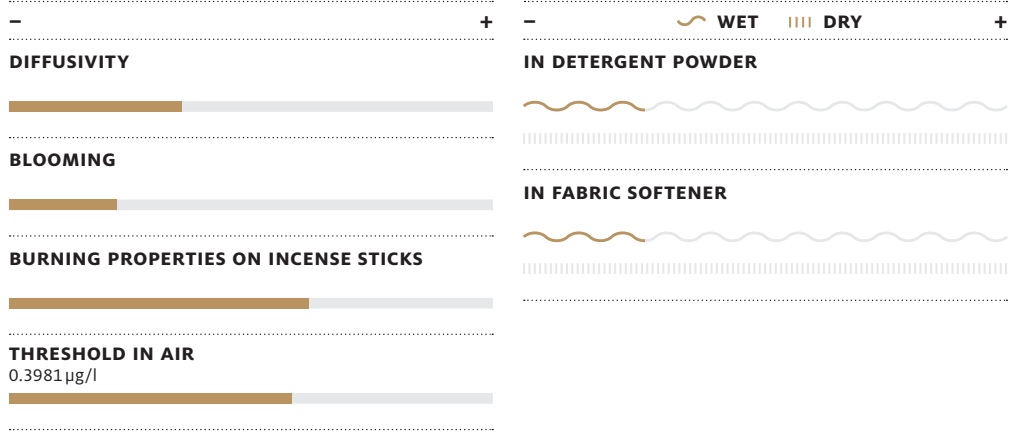 – +
DIFFUSIVITY
BLOOMING
BURNING PROPERTIES ON INCENSE STICKS
THRESHOLD IN AIR
0.3981 µg/l
– WET DRY +
IN DETERGENT POWDER
IN FABRIC SOFTENER